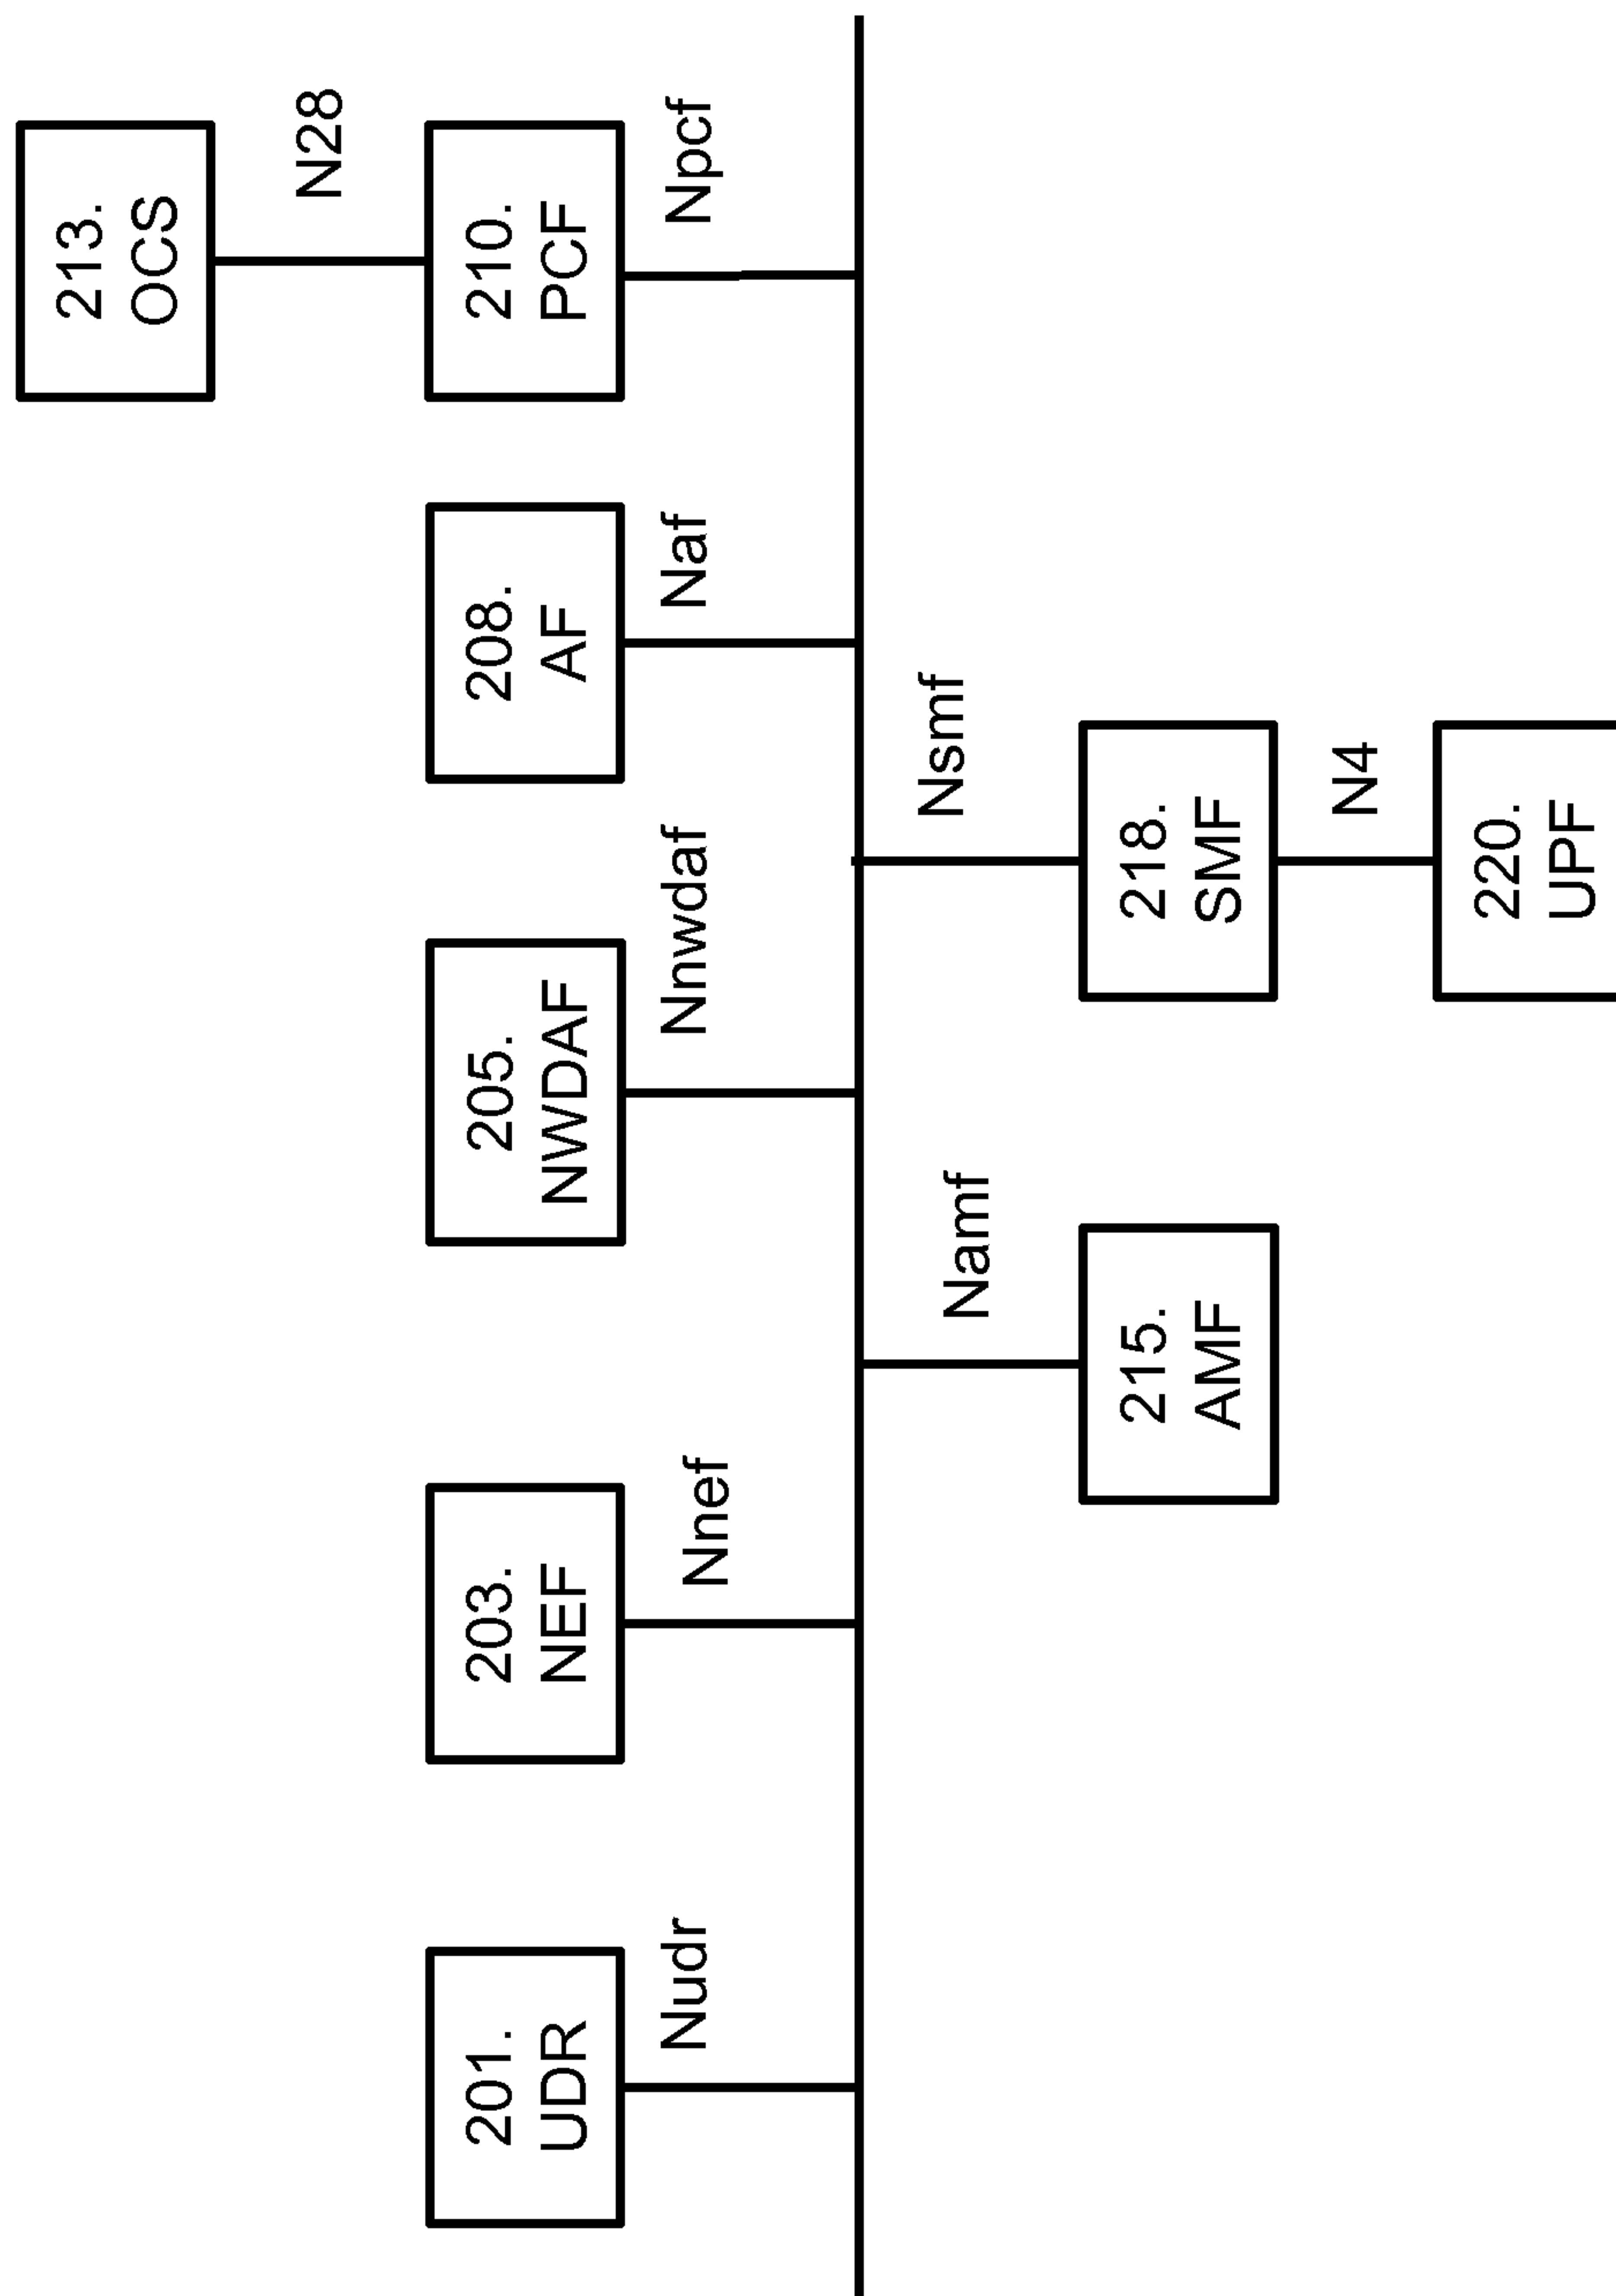 213.
OCS
N28
201.
UDR
203.
NEF
205.
NWDAF
208.
AF
210.
PCF
Nudr
Nnef
Nnwdaf
Naf
Npcf
Namf
Nsmf
215.
AMF
218.
SMF
N4
220.
UPF